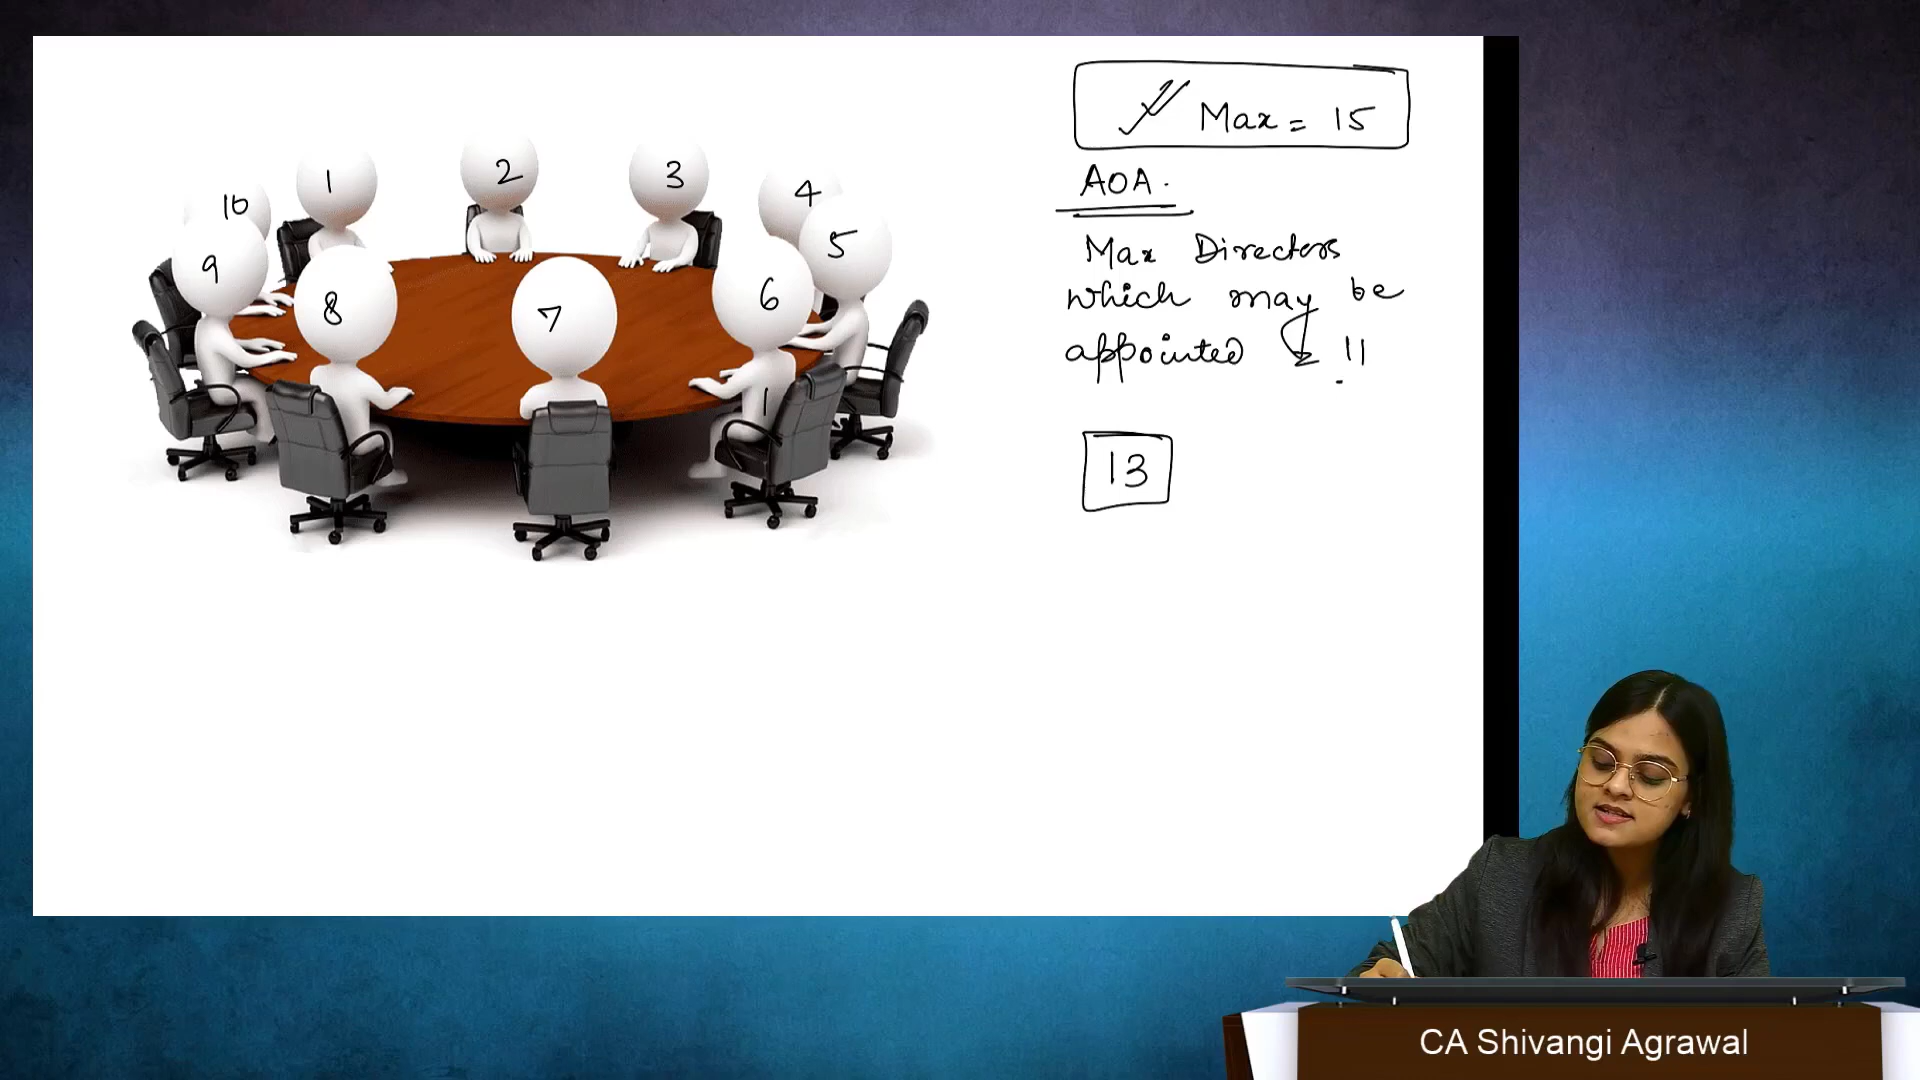 Max = 15
AOA.
Max Directors
which may be
appointed 11
13
1
2
3
4
5
6
7
8
9
10
1
CA Shivangi Agrawal